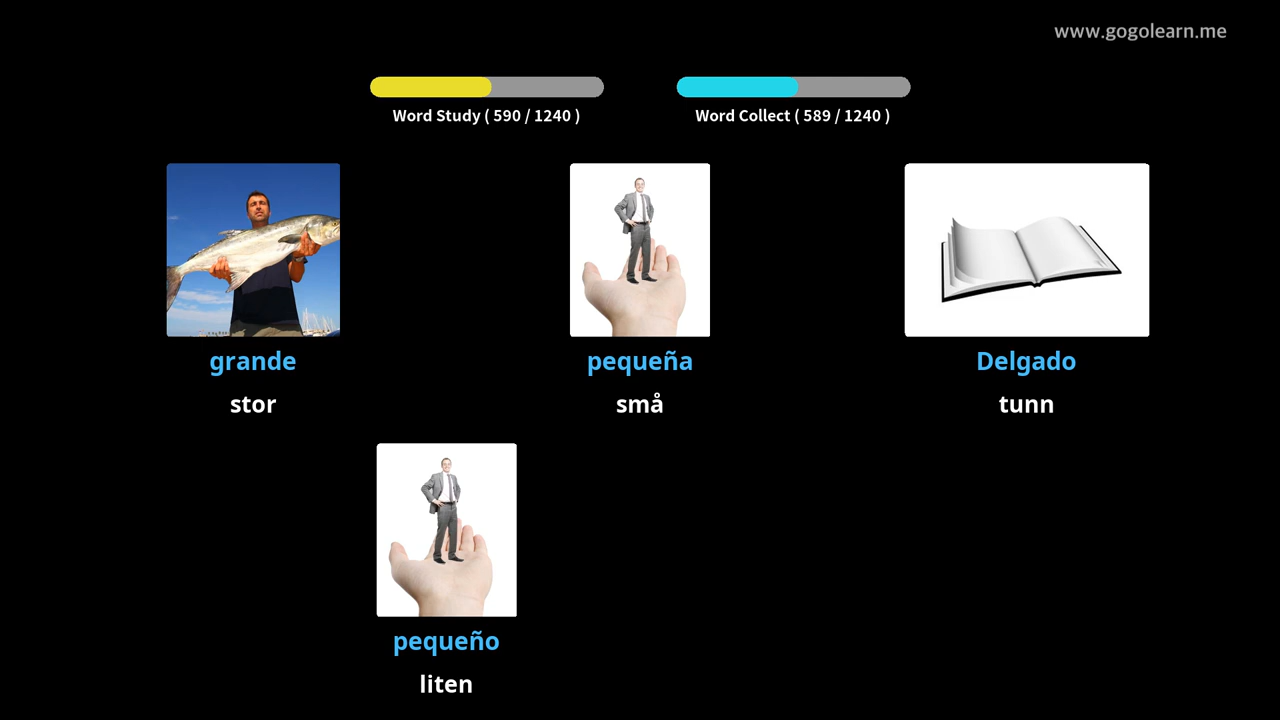 www.gogolearn.me
Word Study ( 590 / 1240 )
Word Collect ( 589 / 1240 )
grande
stor
pequeña
små
Delgado
tunn
pequeño
liten